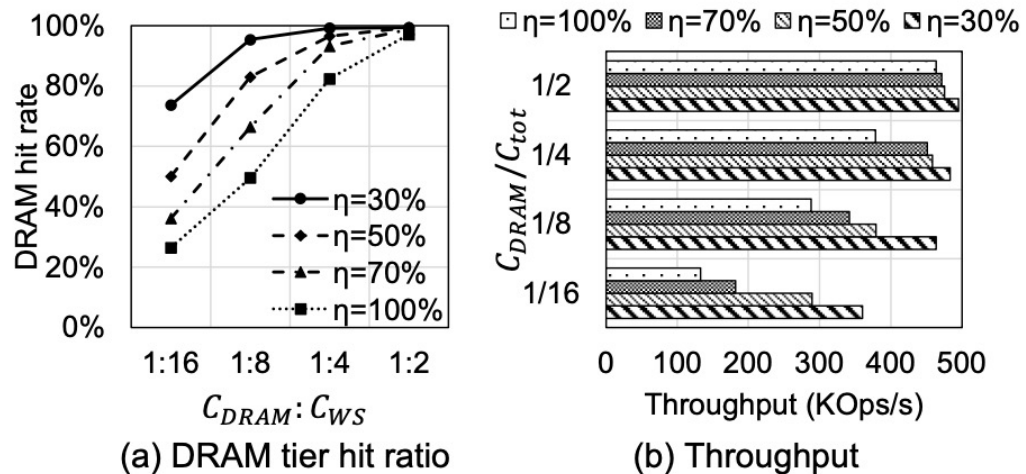 100%
80%
60%
40%
20%
0%
DRAM hit rate
η=30%
η=50%
η=70%
η=100%
1:16 1:8 1:4 1:2
C_DRAM: C_WS
(a) DRAM tier hit ratio
η=100% η=70% η=50% η=30%
C_DRAM/C_tot
1/2
1/4
1/8
1/16
0 100 200 300 400 500
Throughput (KOps/s)
(b) Throughput